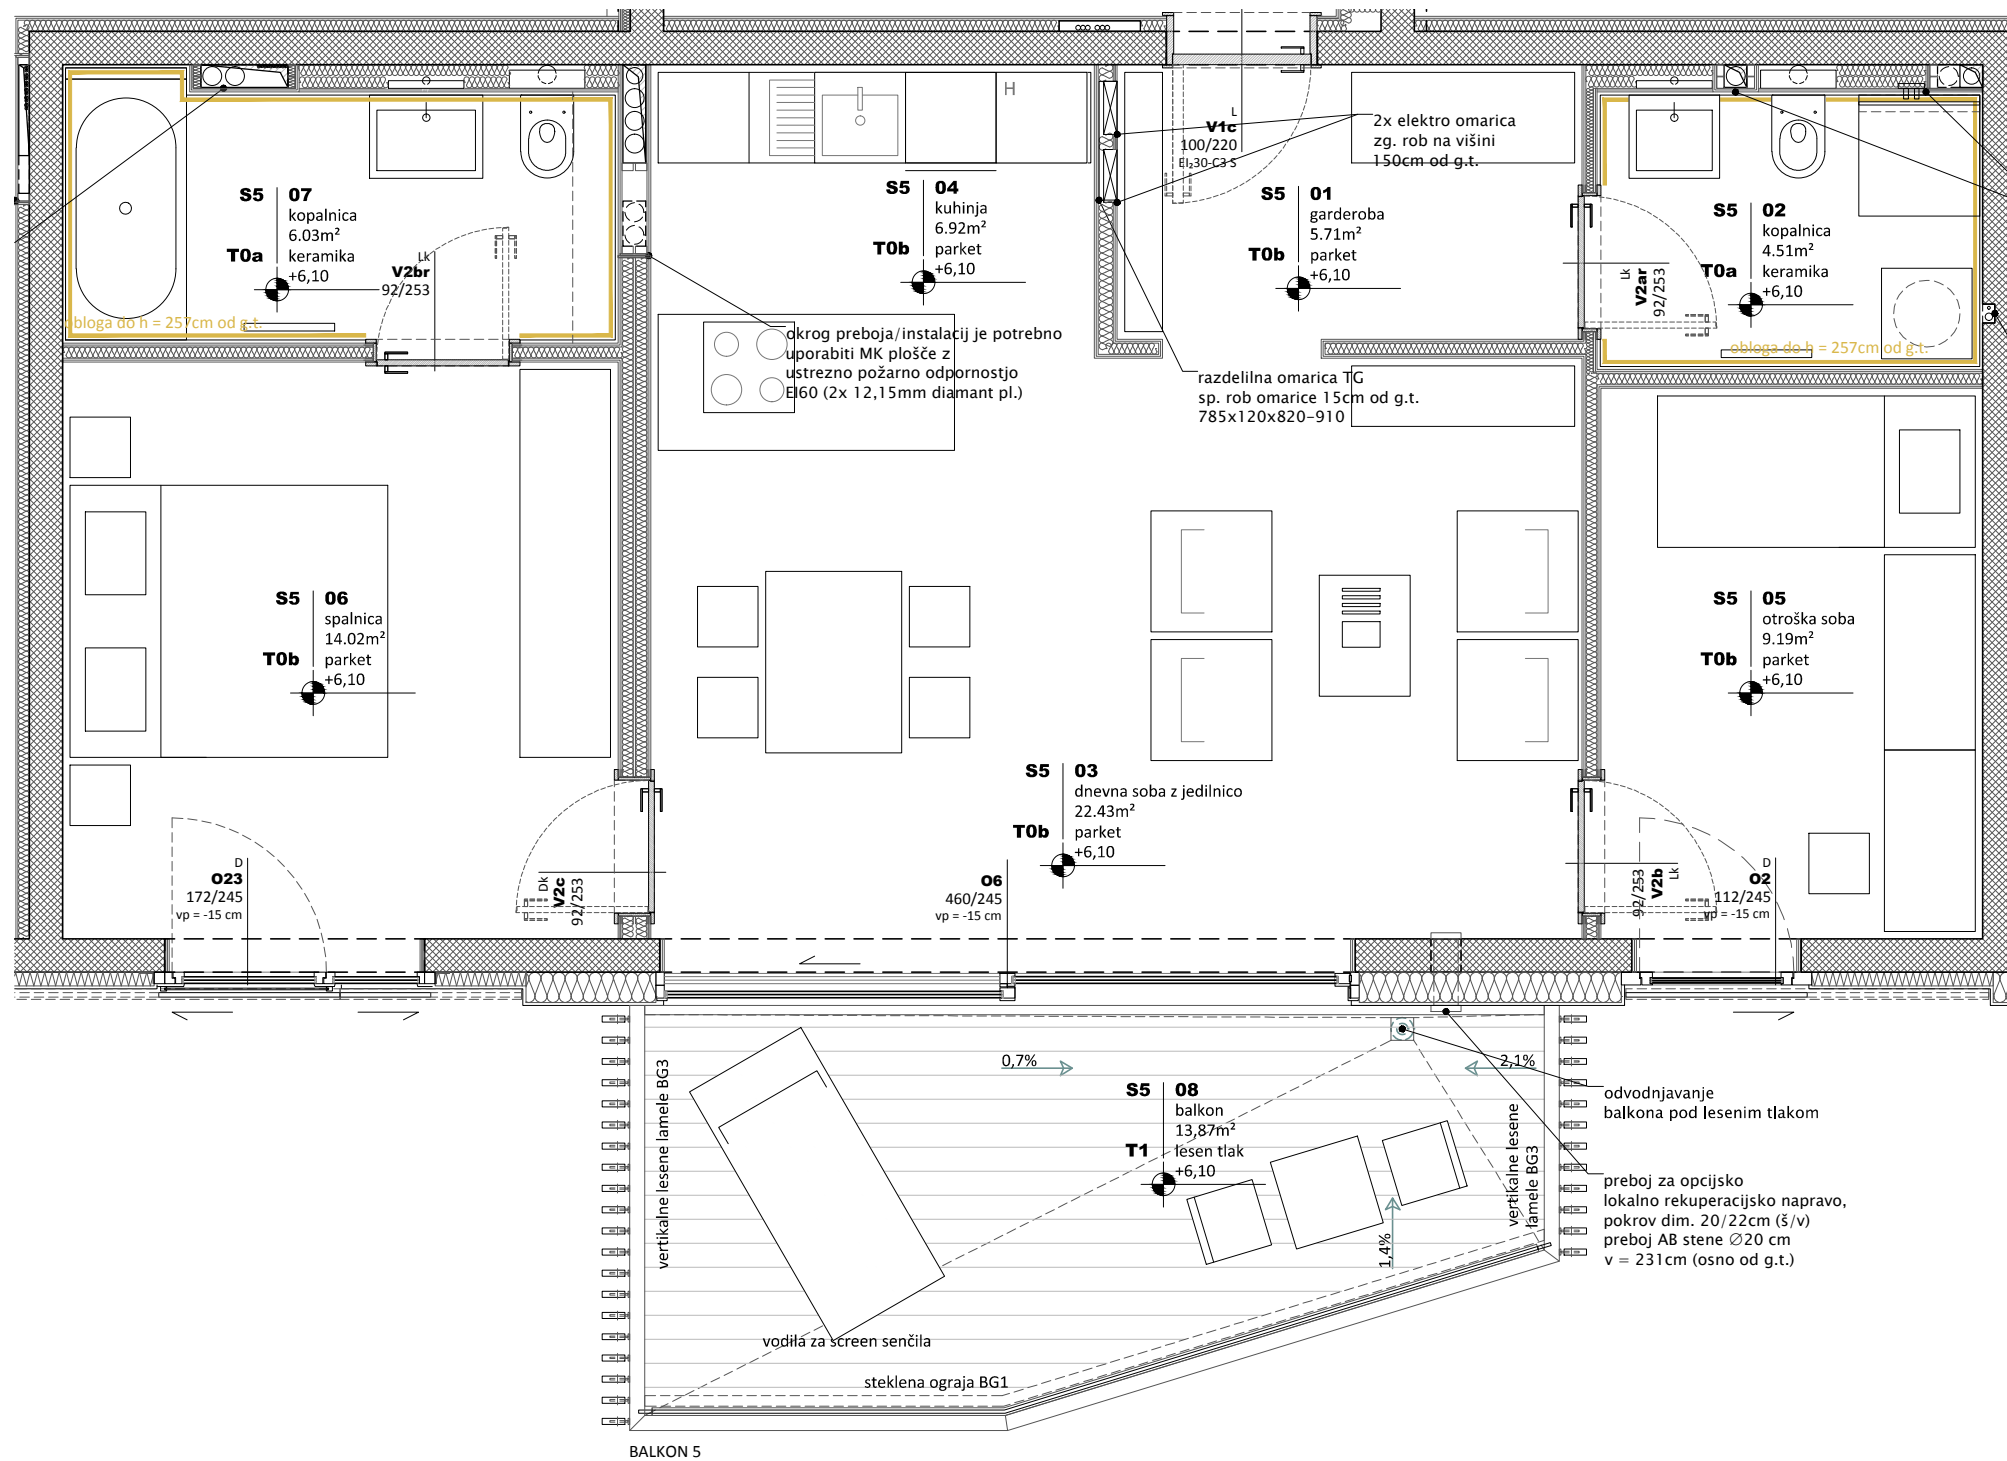 H
L
V1c
100/220
EI₂30-C3 S
2x elektro omarica
zg. rob na višini
150cm od g.t.
S5 07
kopalnica
6.03m²
T0a keramika
+6,10
Lk
V2br
92/253
obloga do h = 257cm od g.t.
S5 04
kuhinja
6.92m²
T0b parket
+6,10
S5 01
garderoba
5.71m²
T0b parket
+6,10
S5 02
kopalnica
4.51m²
T0a keramika
+6,10
Lk
V2ar
92/253
obloga do h = 257cm od g.t.
okrog preboja/instalacij je potrebno
uporabiti MK plošče z
ustrezno požarno odpornostjo
EI60 (2x 12,15mm diamant pl.)
razdelilna omarica TG
sp. rob omarice 15cm od g.t.
785x120x820-910
S5 06
spalnica
14.02m²
T0b parket
+6,10
S5 05
otroška soba
9.19m²
T0b parket
+6,10
S5 03
dnevna soba z jedilnico
22.43m²
T0b parket
+6,10
D
O23
172/245
vp = -15 cm
Dk
V2c
92/253
O6
460/245
vp = -15 cm
92/253
V2b
Lk
D
O2
112/245
vp = -15 cm
0,7%
2,1%
vertikalne lesene lamele BG3
S5 08
balkon
13,87m²
T1 lesen tlak
+6,10
vertikalne lesene
lamele BG3
1,4%
odvodnjavanje
balkona pod lesenim tlakom
preboj za opcijsko
lokalno rekuperacijsko napravo,
pokrov dim. 20/22cm (š/v)
preboj AB stene ∅20 cm
v = 231cm (osno od g.t.)
vodila za screen senčila
steklena ograja BG1
BALKON 5